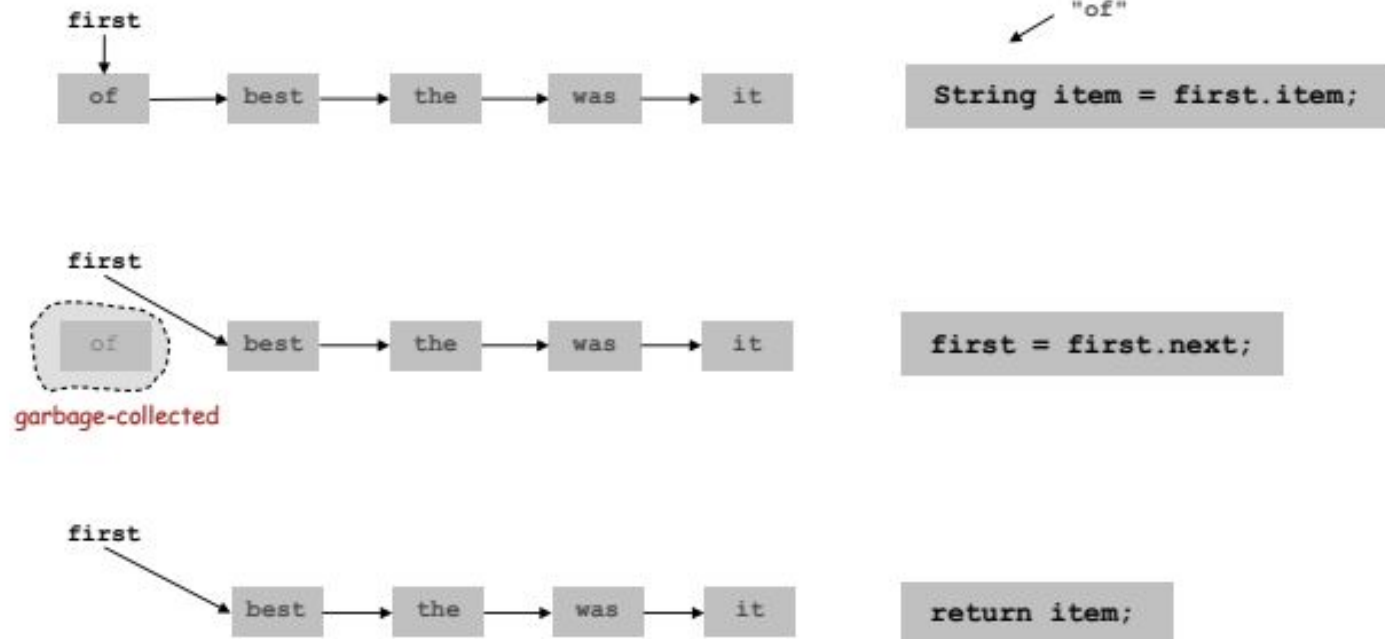 "of"
first
of best the was it
String item = first.item;
first
of best the was it
first = first.next;
garbage-collected
first
best the was it
return item;